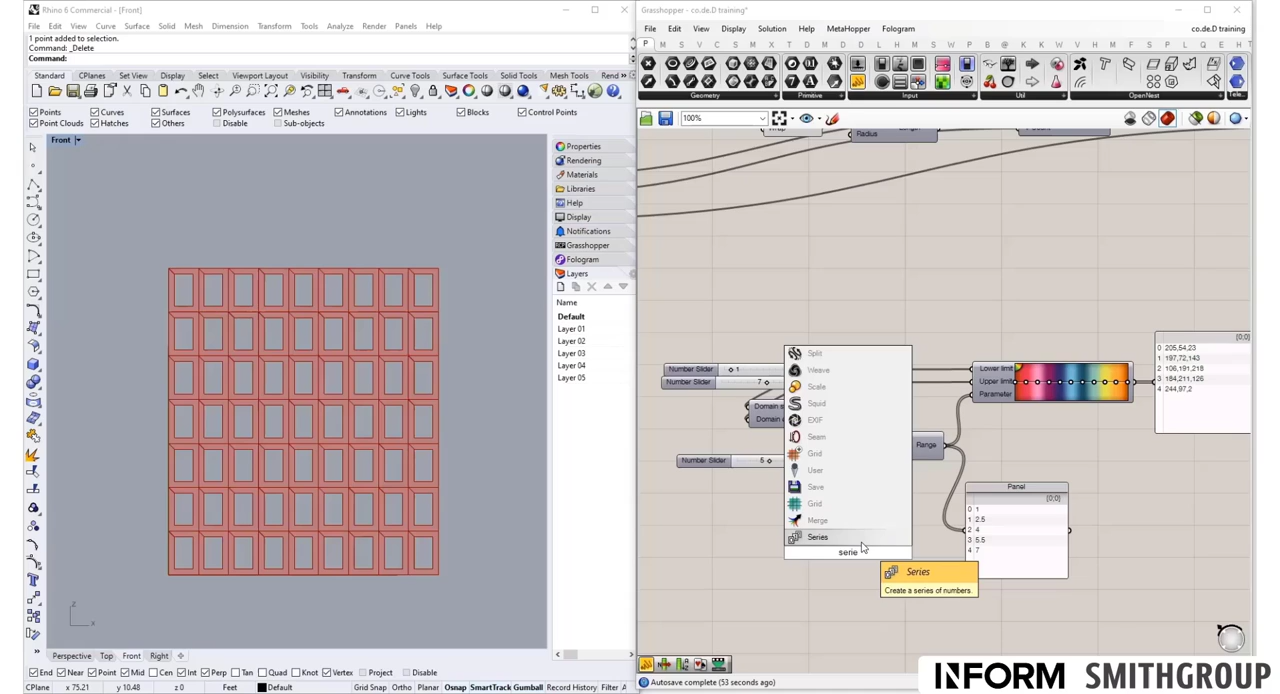 Rhino 6 Commercial - [Front]
File Edit View Curve Surface Solid Mesh Dimension Transform Tools Analyze Render Panels Help
1 point added to selection.
Command: _Delete
Command:
Standard CPlanes Set View Display Select Viewport Layout Visibility Transform Curve Tools Surface Tools Solid Tools Mesh Tools Rend »
Points Curves Surfaces Polysurfaces Meshes Annotations Lights Blocks Control Points
Point Clouds Hatches Others Disable Sub-objects
Front
Properties
Rendering
Materials
Libraries
Help
Display
Notifications
Grasshopper
Fologram
Layers
Name
Default
Layer 01
Layer 02
Layer 03
Layer 04
Layer 05
z
x
Perspective Top Front Right
End Near Point Mid Cen Int Perp Tan Quad Knot Vertex Project Disable
CPlane x 75.21 y 10.48 z 0 Feet Default Grid Snap Ortho Planar Osnap SmartTrack Gumball Record History Filter A
Grasshopper - co.de.D training*
File Edit View Display Solution Help MetaHopper Fologram co.de.D training
P M S V C S M I T D W L H M U C P B @ A K W E H
Geometry Primitive Input Util OpenNest Tele...
100%
Wrap
Radius
Number Slider 1
Number Slider 7
Domain s
Domain e
Number Slider 5
Split
Weave
Scale
Squid
EXIF
Seam
Grid
User
Save
Grid
Merge
Series
serie
Series
Create a series of numbers.
Range
Lower limit
Upper limit
Parameter
[0;0]
0 205,54,23
1 197,72,143
2 106,191,218
3 184,211,126
4 244,97,2
Panel
[0;0]
0 1
1 2.5
2 4
3 5.5
4 7
Autosave complete (53 seconds ago)
INFORM SMITHGROUP